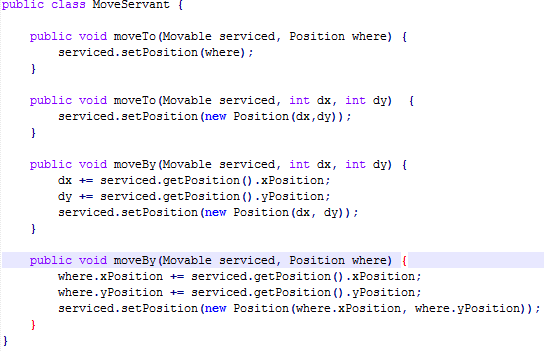 public class MoveServant {
public void moveTo(Movable serviced, Position where) {
serviced.setPosition(where);
}
public void moveTo(Movable serviced, int dx, int dy)  {
serviced.setPosition(new Position(dx,dy));
}
public void moveBy(Movable serviced, int dx, int dy) {
dx += serviced.getPosition().xPosition;
dy += serviced.getPosition().yPosition;
serviced.setPosition(new Position(dx, dy));
}
public void moveBy(Movable serviced, Position where) {
where.xPosition += serviced.getPosition().xPosition;
where.yPosition += serviced.getPosition().yPosition;
serviced.setPosition(new Position(where.xPosition, where.yPosition));
}
}